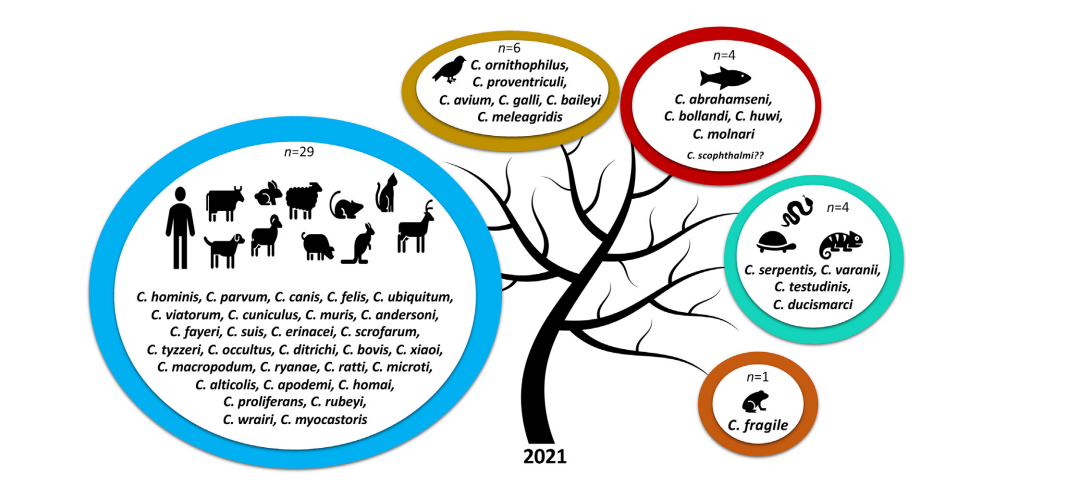 n=6
C. ornithophilus,
C. proventriculi,
C. avium, C. galli, C. baileyi
C. meleagridis
n=4
C. abrahamseni,
C. bollandi, C. huwi,
C. molnari
C. scophthalmi??
n=29
C. hominis, C. parvum, C. canis, C. felis, C. ubiquitum,
C. viatorum, C. cuniculus, C. muris, C. andersoni,
C. fayeri, C. suis, C. erinacei, C. scrofarum,
C. tyzzeri, C. occultus, C. ditrichi, C. bovis, C. xiaoi,
C. macropodum, C. ryanae, C. ratti, C. microti,
C. alticolis, C. apodemi, C. homai,
C. proliferans, C. rubeyi,
C. wrairi, C. myocastoris
n=4
C. serpentis, C. varanii,
C. testudinis,
C. ducismarci
n=1
C. fragile
2021